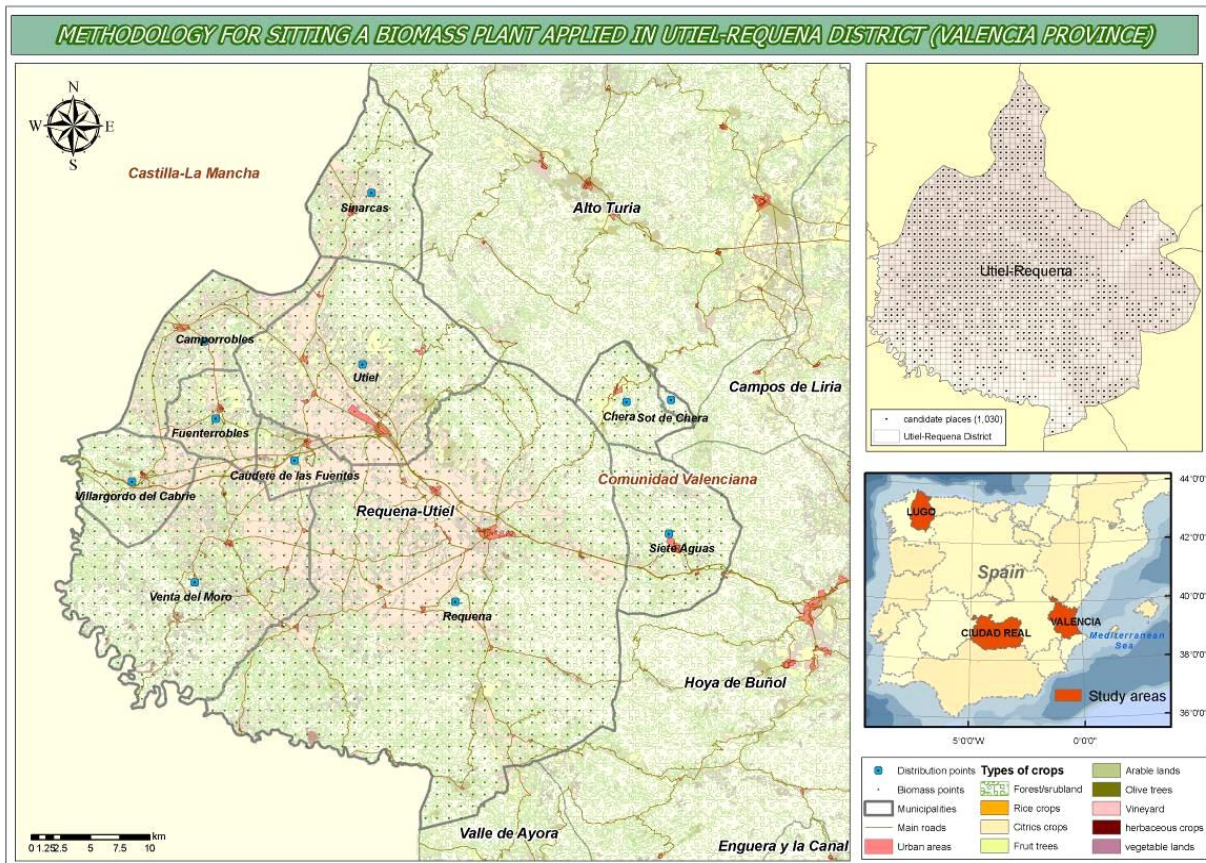 METHODOLOGY FOR SITTING A BIOMASS PLANT APPLIED IN UTIEL-REQUENA DISTRICT (VALENCIA PROVINCE)
N
W E
S
Castilla-La Mancha
Sinarcas
Alto Turia
Camporrobles
Utiel
Campos de Liria
Chera
Sot de Chera
Fuenterrobles
Caudete de las Fuentes
Comunidad Valenciana
Villargordo del Cabrie
Requena-Utiel
Siete Aguas
Venta del Moro
Requena
Hoya de Buñol
Valle de Ayora
Enguera y la Canal
km
0 1.25 2.5 5 7.5 10
Utiel-Requena
candidate places (1,030)
Utiel-Requena District
44°0'0"
42°0'0"
40°0'0"
38°0'0"
36°0'0"
LUGO
Spain
CIUDAD REAL
VALENCIA
Mediterranean
Sea
Study areas
5°0'0"W 0°0'0"
Distribution points
Biomass points
Municipalities
Main roads
Urban areas
Types of crops
Forest/srubland
Rice crops
Citrics crops
Fruit trees
Arable lands
Olive trees
Vineyard
herbaceous crops
vegetable lands